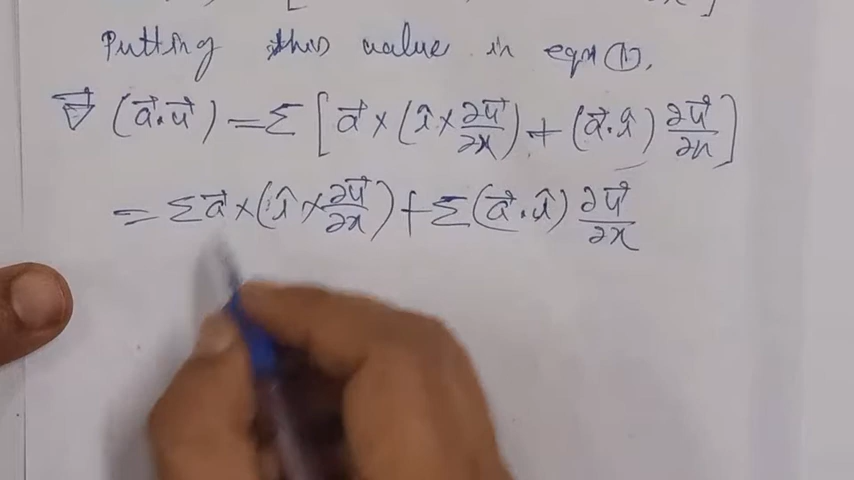 Putting this value in eqn ①.
∇⃗ (a⃗.u⃗) = Σ [ a⃗ × (î × ∂u⃗/∂x) + (a⃗.î) ∂u⃗/∂x ]
= Σ a⃗ × (î × ∂u⃗/∂x) + Σ (a⃗.î) ∂u⃗/∂x